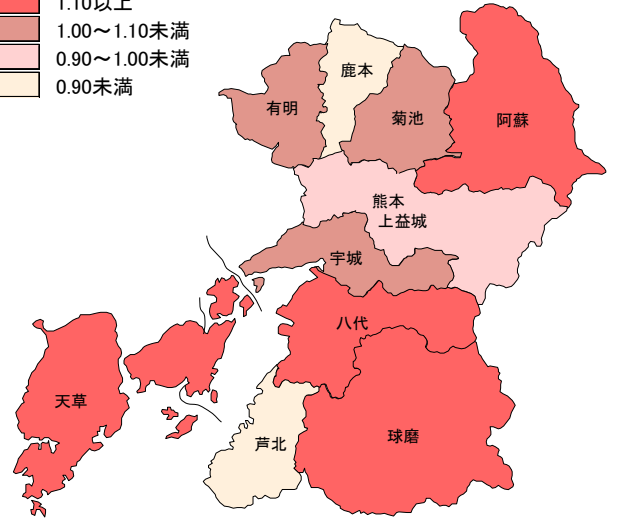 1.10以上
1.00～1.10未満
0.90～1.00未満
0.90未満
鹿本
有明
菊池
阿蘇
熊本
上益城
宇城
八代
天草
芦北
球磨